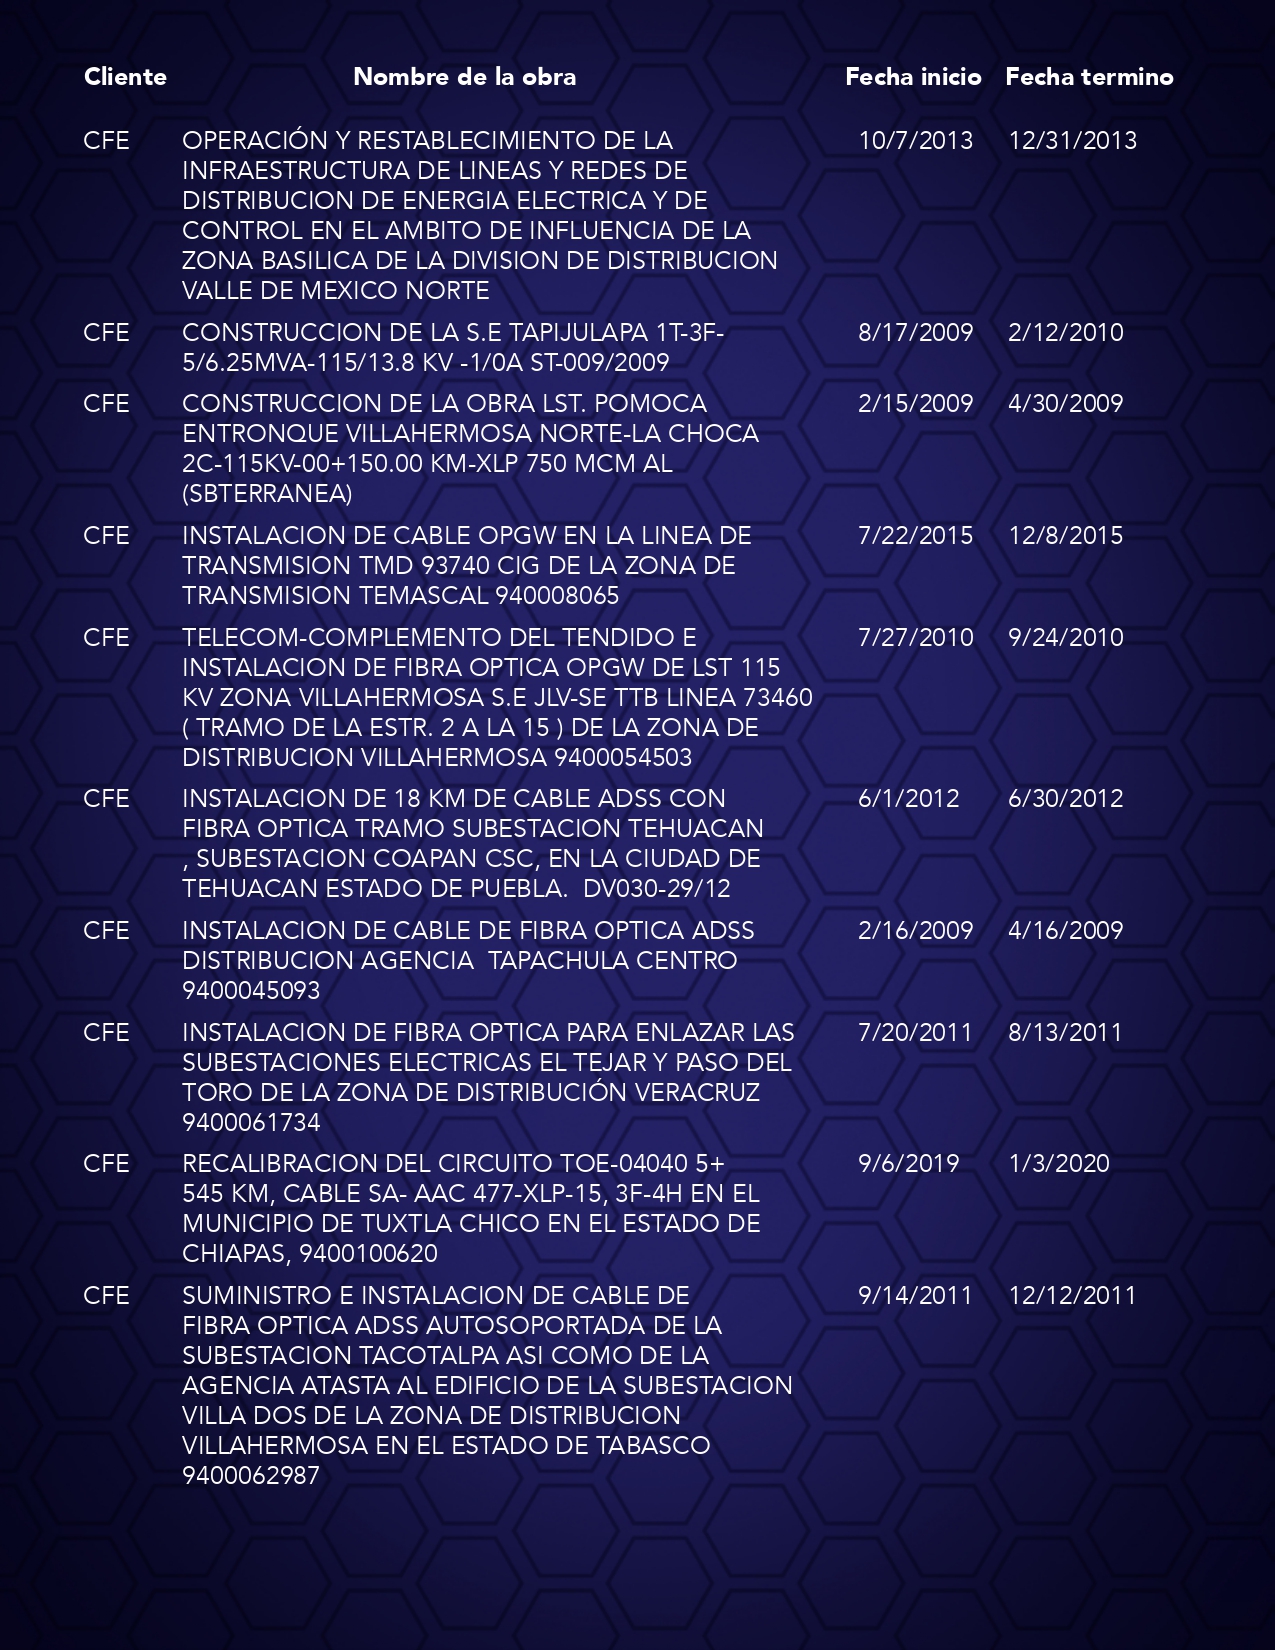 Cliente Nombre de la obra Fecha inicio Fecha termino
CFE OPERACIÓN Y RESTABLECIMIENTO DE LA 10/7/2013 12/31/2013
INFRAESTRUCTURA DE LINEAS Y REDES DE
DISTRIBUCION DE ENERGIA ELECTRICA Y DE
CONTROL EN EL AMBITO DE INFLUENCIA DE LA
ZONA BASILICA DE LA DIVISION DE DISTRIBUCION
VALLE DE MEXICO NORTE
CFE CONSTRUCCION DE LA S.E TAPIJULAPA 1T-3F- 8/17/2009 2/12/2010
5/6.25MVA-115/13.8 KV -1/0A ST-009/2009
CFE CONSTRUCCION DE LA OBRA LST. POMOCA 2/15/2009 4/30/2009
ENTRONQUE VILLAHERMOSA NORTE-LA CHOCA
2C-115KV-00+150.00 KM-XLP 750 MCM AL
(SBTERRANEA)
CFE INSTALACION DE CABLE OPGW EN LA LINEA DE 7/22/2015 12/8/2015
TRANSMISION TMD 93740 CIG DE LA ZONA DE
TRANSMISION TEMASCAL 940008065
CFE TELECOM-COMPLEMENTO DEL TENDIDO E 7/27/2010 9/24/2010
INSTALACION DE FIBRA OPTICA OPGW DE LST 115
KV ZONA VILLAHERMOSA S.E JLV-SE TTB LINEA 73460
( TRAMO DE LA ESTR. 2 A LA 15 ) DE LA ZONA DE
DISTRIBUCION VILLAHERMOSA 9400054503
CFE INSTALACION DE 18 KM DE CABLE ADSS CON 6/1/2012 6/30/2012
FIBRA OPTICA TRAMO SUBESTACION TEHUACAN
, SUBESTACION COAPAN CSC, EN LA CIUDAD DE
TEHUACAN ESTADO DE PUEBLA.  DV030-29/12
CFE INSTALACION DE CABLE DE FIBRA OPTICA ADSS 2/16/2009 4/16/2009
DISTRIBUCION AGENCIA  TAPACHULA CENTRO
9400045093
CFE INSTALACION DE FIBRA OPTICA PARA ENLAZAR LAS 7/20/2011 8/13/2011
SUBESTACIONES ELECTRICAS EL TEJAR Y PASO DEL
TORO DE LA ZONA DE DISTRIBUCIÓN VERACRUZ
9400061734
CFE RECALIBRACION DEL CIRCUITO TOE-04040 5+ 9/6/2019 1/3/2020
545 KM, CABLE SA- AAC 477-XLP-15, 3F-4H EN EL
MUNICIPIO DE TUXTLA CHICO EN EL ESTADO DE
CHIAPAS, 9400100620
CFE SUMINISTRO E INSTALACION DE CABLE DE 9/14/2011 12/12/2011
FIBRA OPTICA ADSS AUTOSOPORTADA DE LA
SUBESTACION TACOTALPA ASI COMO DE LA
AGENCIA ATASTA AL EDIFICIO DE LA SUBESTACION
VILLA DOS DE LA ZONA DE DISTRIBUCION
VILLAHERMOSA EN EL ESTADO DE TABASCO
9400062987